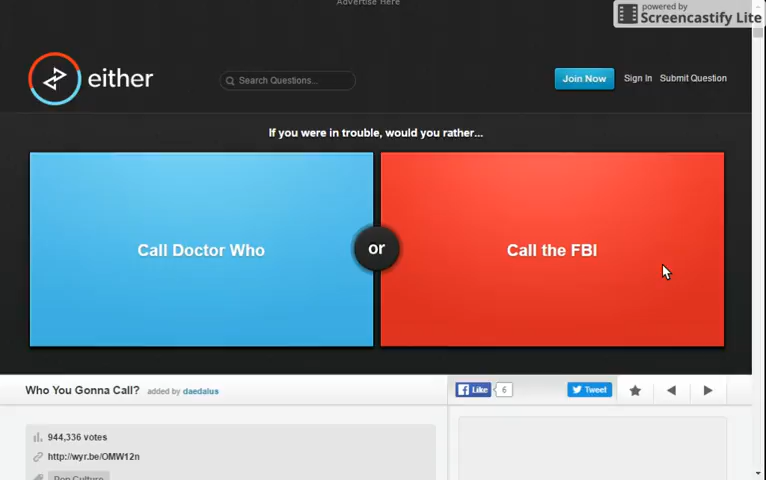 Advertise Here
powered by
Screencastify Lite
either
Search Questions...
Join Now
Sign In
Submit Question
If you were in trouble, would you rather...
Call Doctor Who
or
Call the FBI
Who You Gonna Call?
added by daedalus
Like
6
Tweet
944,336 votes
http://wyr.be/OMW12n
Pop Culture